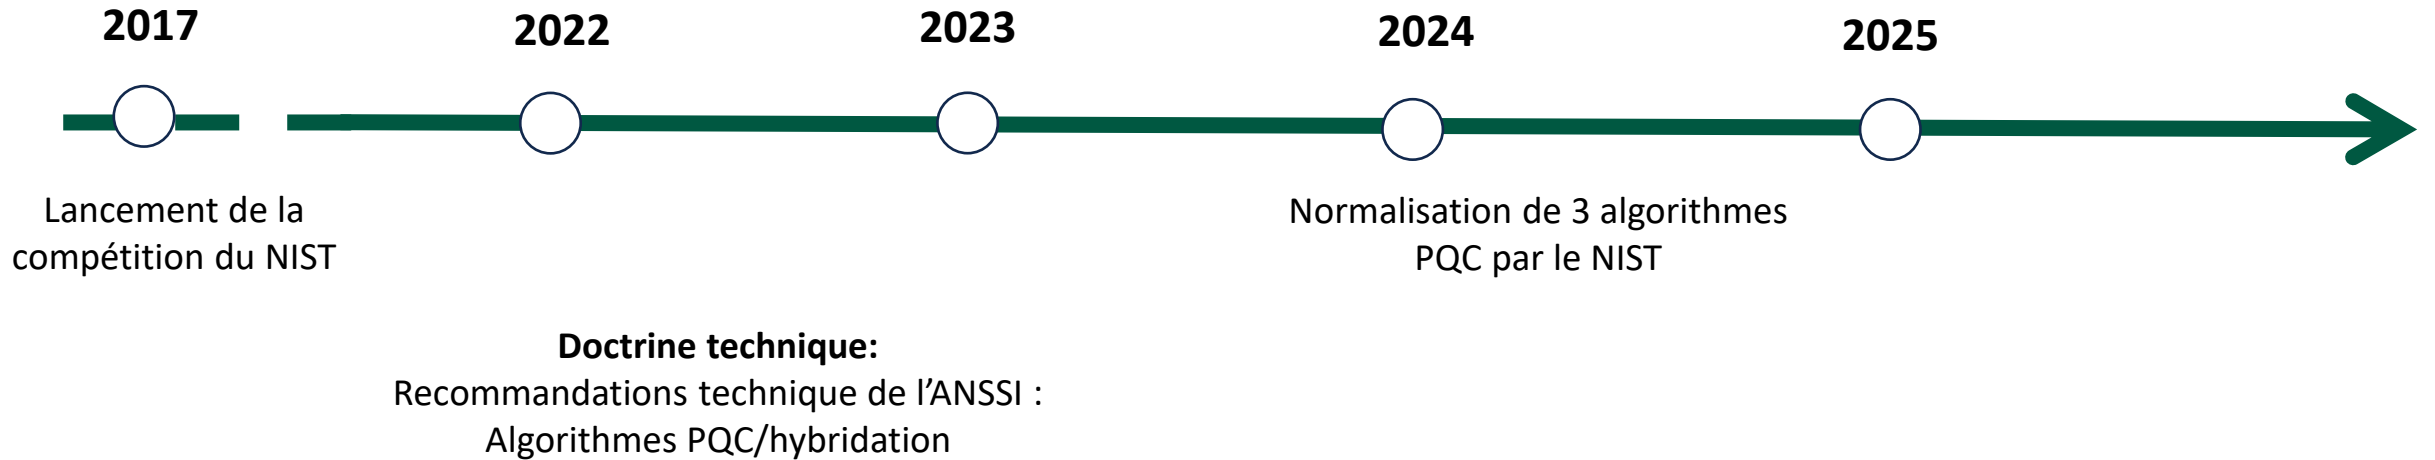 2017
2022
2023
2024
2025
Lancement de la
compétition du NIST
Normalisation de 3 algorithmes
PQC par le NIST
Doctrine technique:
Recommandations technique de l’ANSSI :
Algorithmes PQC/hybridation